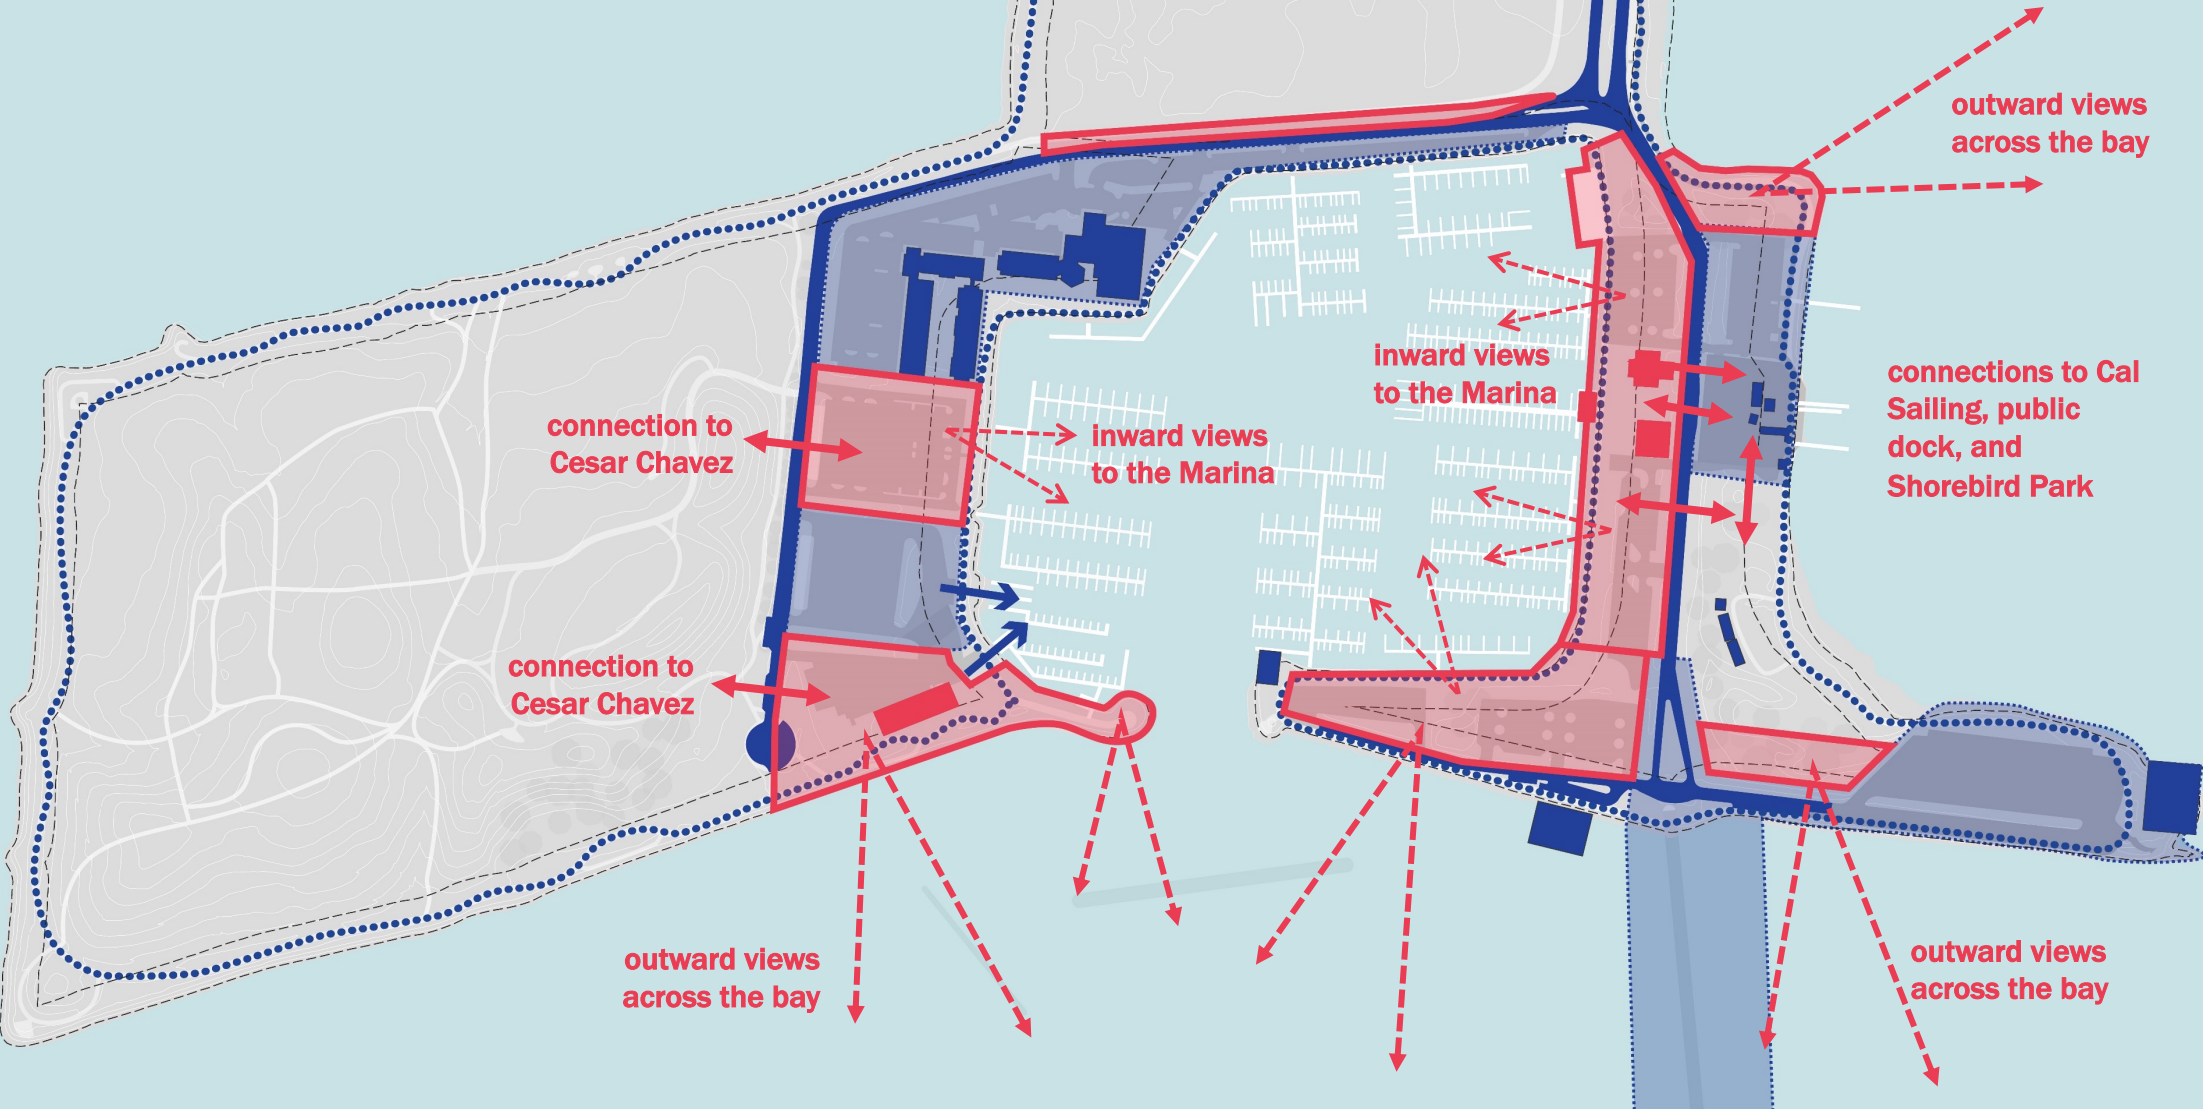 outward views
across the bay
inward views
to the Marina
connections to Cal
Sailing, public
dock, and
Shorebird Park
connection to
Cesar Chavez
inward views
to the Marina
connection to
Cesar Chavez
outward views
across the bay
outward views
across the bay